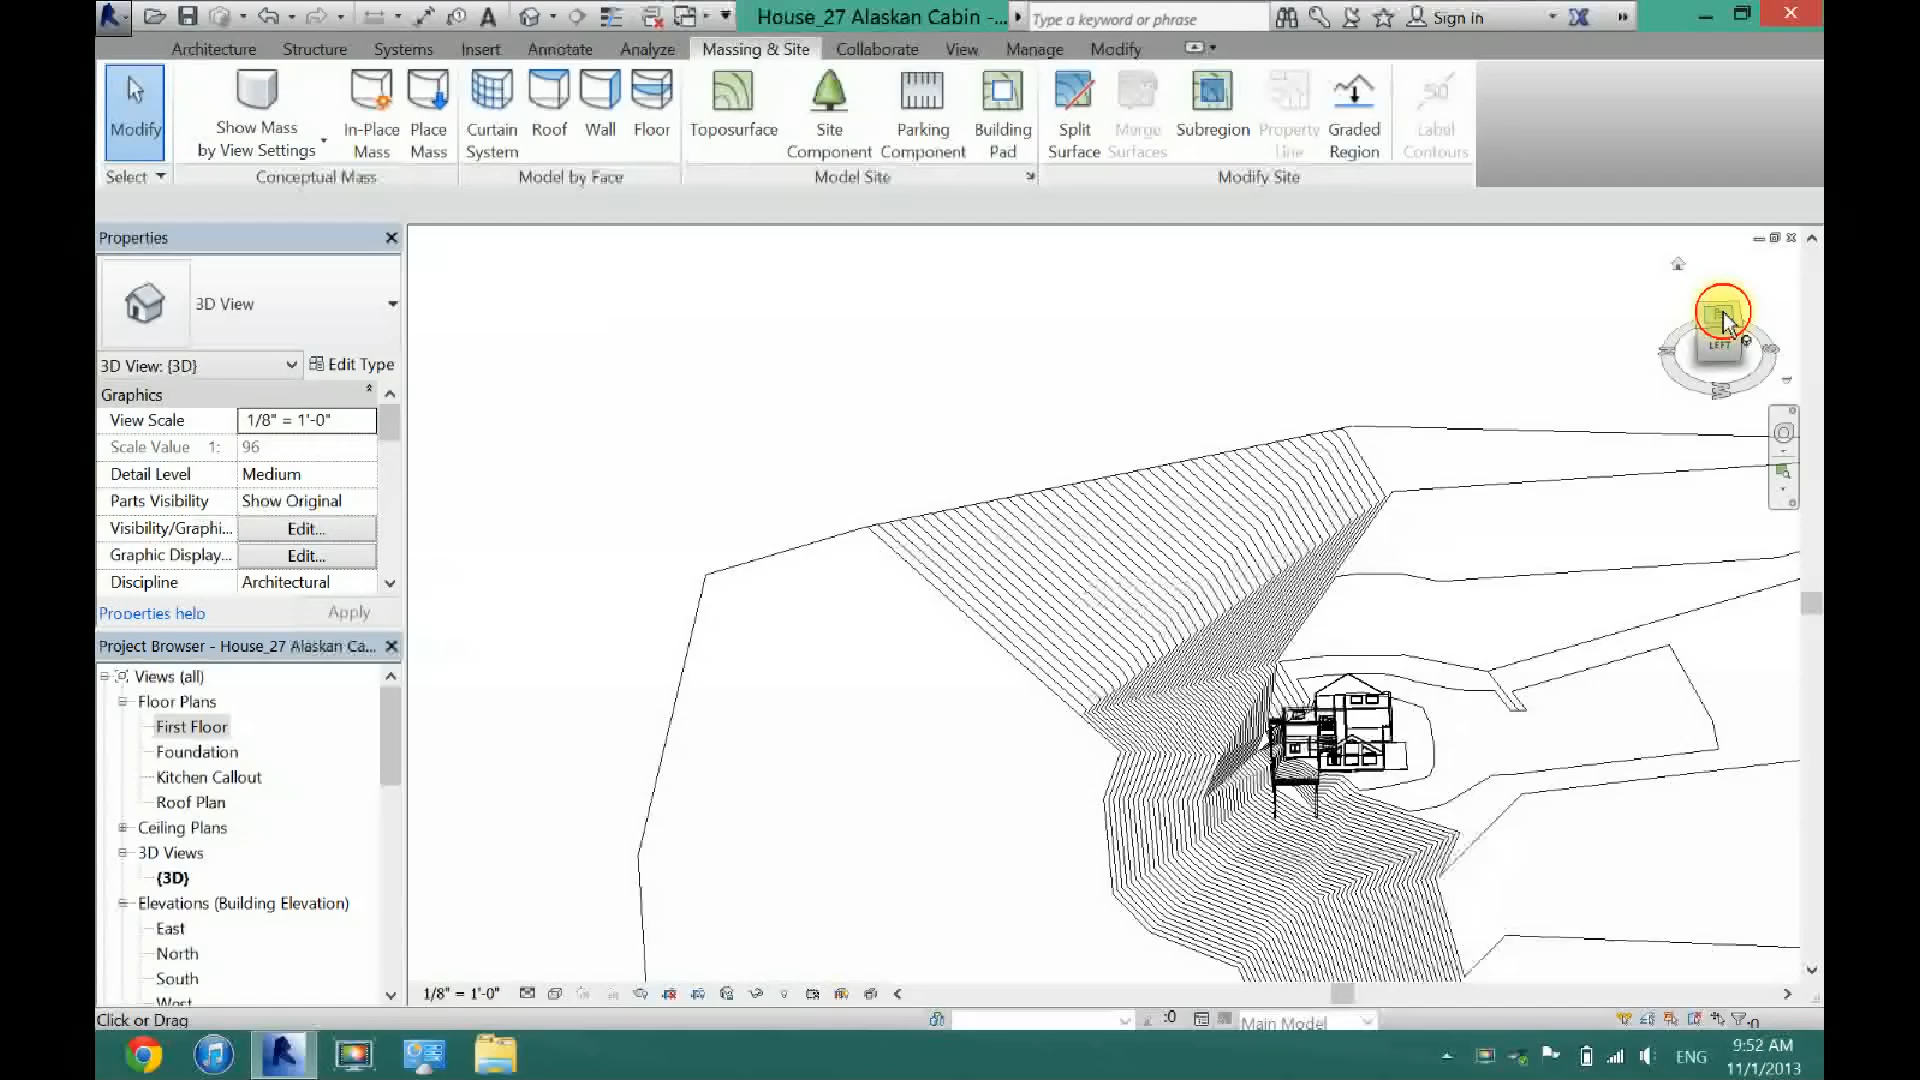 House_27 Alaskan Cabin -...
Type a keyword or phrase
Sign In
Architecture
Structure
Systems
Insert
Annotate
Analyze
Massing & Site
Collaborate
View
Manage
Modify
Modify
Show Mass
by View Settings
In-Place
Mass
Place
Mass
Curtain
System
Roof
Wall
Floor
Toposurface
Site
Component
Parking
Component
Building
Pad
Split
Surface
Merge
Surfaces
Subregion
Property
Line
Graded
Region
Label
Contours
Select
Conceptual Mass
Model by Face
Model Site
Modify Site
Properties
3D View
3D View: {3D}
Edit Type
Graphics
View Scale
1/8" = 1'-0"
Scale Value 1:
96
Detail Level
Medium
Parts Visibility
Show Original
Visibility/Graphi...
Edit...
Graphic Display...
Edit...
Discipline
Architectural
Properties help
Apply
Project Browser - House_27 Alaskan Ca...
Views (all)
Floor Plans
First Floor
Foundation
Kitchen Callout
Roof Plan
Ceiling Plans
3D Views
{3D}
Elevations (Building Elevation)
East
North
South
West
LEFT
1/8" = 1'-0"
Click or Drag
:0
Main Model
:0
ENG
9:52 AM
11/1/2013